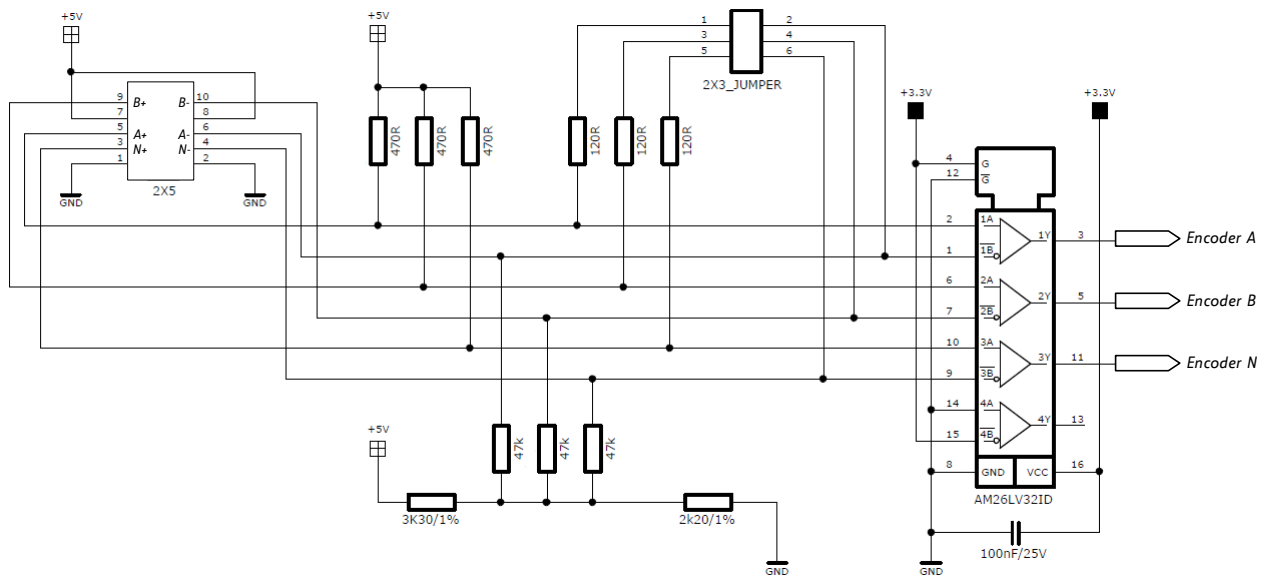 +5V
+5V
1
2
3
4
5
6
2X3_JUMPER
+3.3V
+3.3V
9 B+ B- 10
7 8
5 A+ A- 6
3 N+ N- 4
1 2
2X5
GND
GND
470R
470R
470R
120R
120R
120R
4 G
12 G
2 1A 1Y 3 Encoder A
1 1B
6 2A 2Y 5 Encoder B
7 2B
10 3A 3Y 11 Encoder N
9 3B
14 4A 4Y 13
15 4B
8 GND VCC 16
AM26LV32ID
47k
47k
47k
+5V
3K30/1%
2k20/1%
GND
100nF/25V
GND